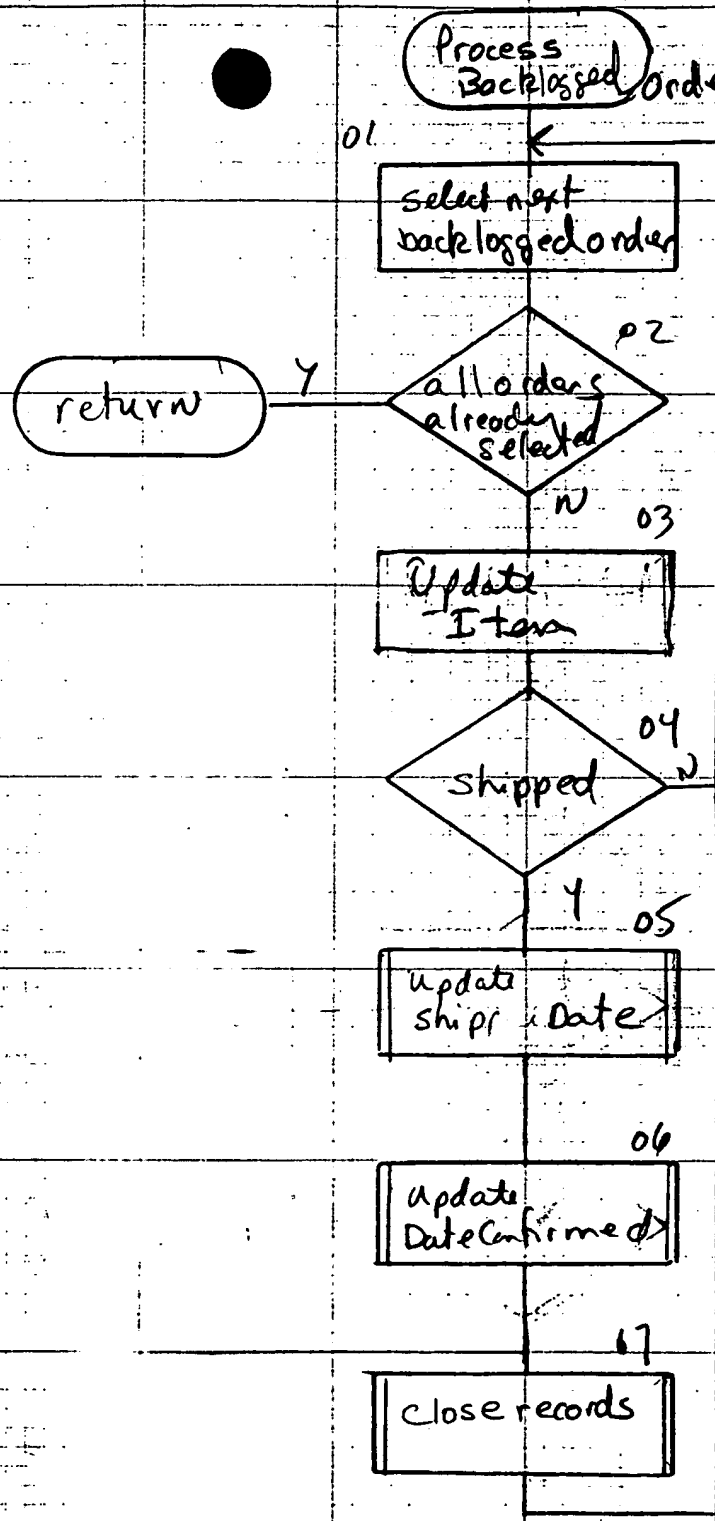 Process
Backlogged Orde
01
select next
backlogged order
02
all orders
already
selected
Y
return
N
03
Update
Item
04
shipped
N
Y
05
update
Date
06
update
DateConfirmed
07
close records